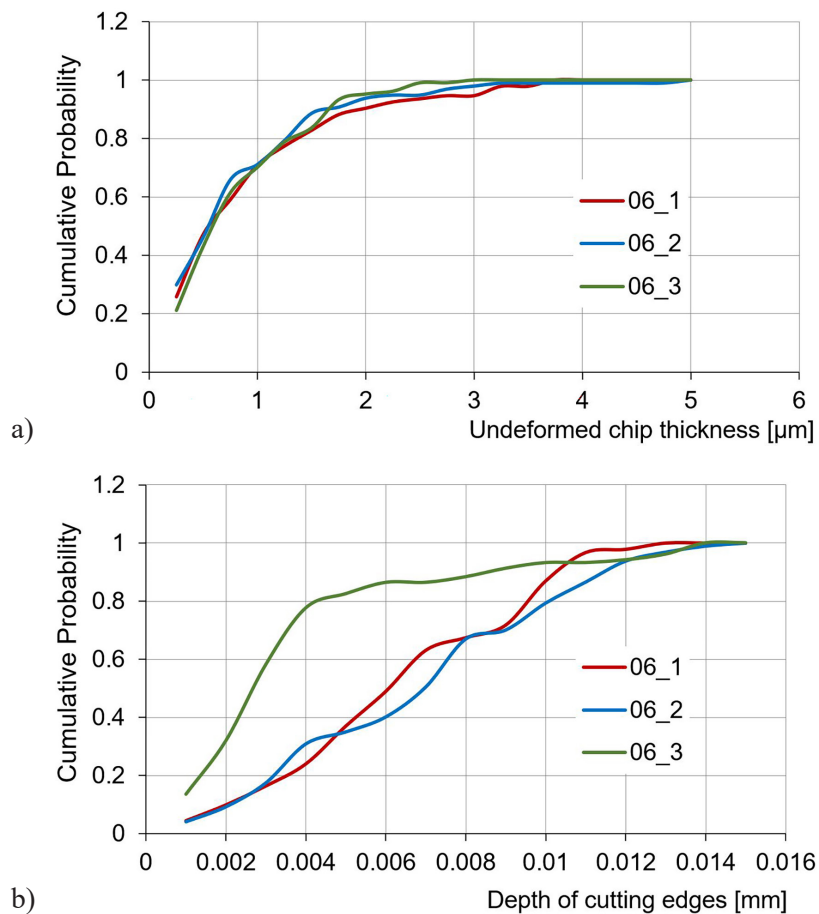 1.2
1
0.8
0.6
0.4
0.2
0
Cumulative Probability
06_1
06_2
06_3
0 1 2 3 4 5 6
a)
Undeformed chip thickness [µm]
1.2
1
0.8
0.6
0.4
0.2
0
Cumulative Probability
06_1
06_2
06_3
0 0.002 0.004 0.006 0.008 0.01 0.012 0.014 0.016
b)
Depth of cutting edges [mm]